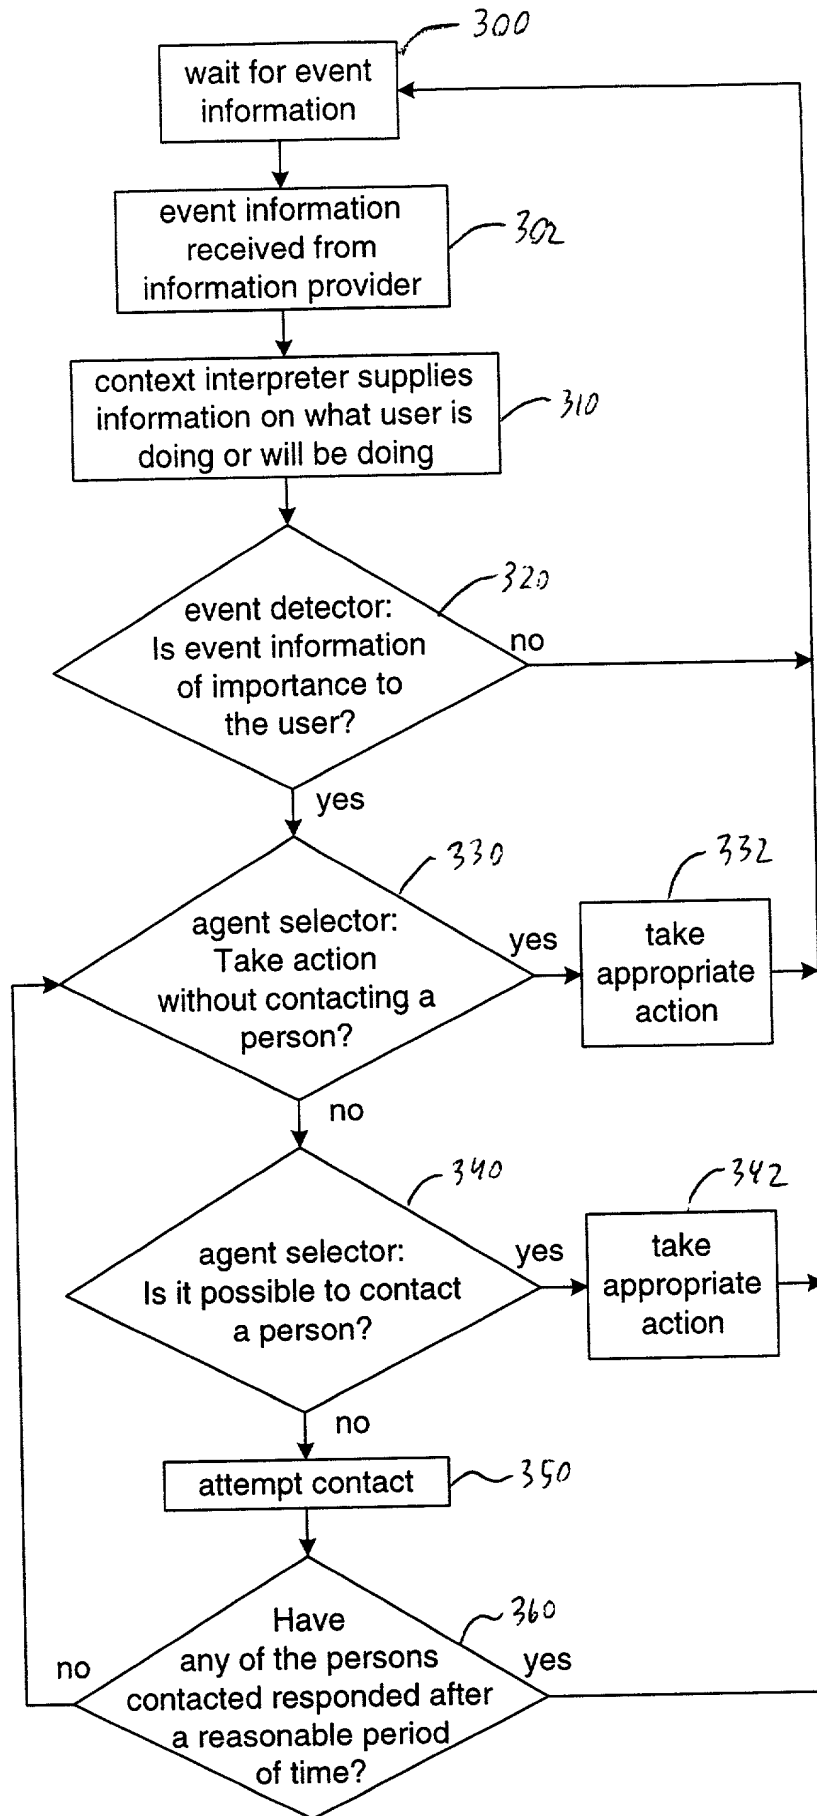 300
wait for event
information
event information
received from
information provider
302
context interpreter supplies
information on what user is
doing or will be doing
310
320
event detector:
Is event information
of importance to
the user?
no
yes
330
agent selector:
Take action
without contacting a
person?
yes
332
take
appropriate
action
no
340
agent selector:
Is it possible to contact
a person?
yes
342
take
appropriate
action
no
attempt contact
350
360
Have
any of the persons
contacted responded after
a reasonable period
of time?
no
yes